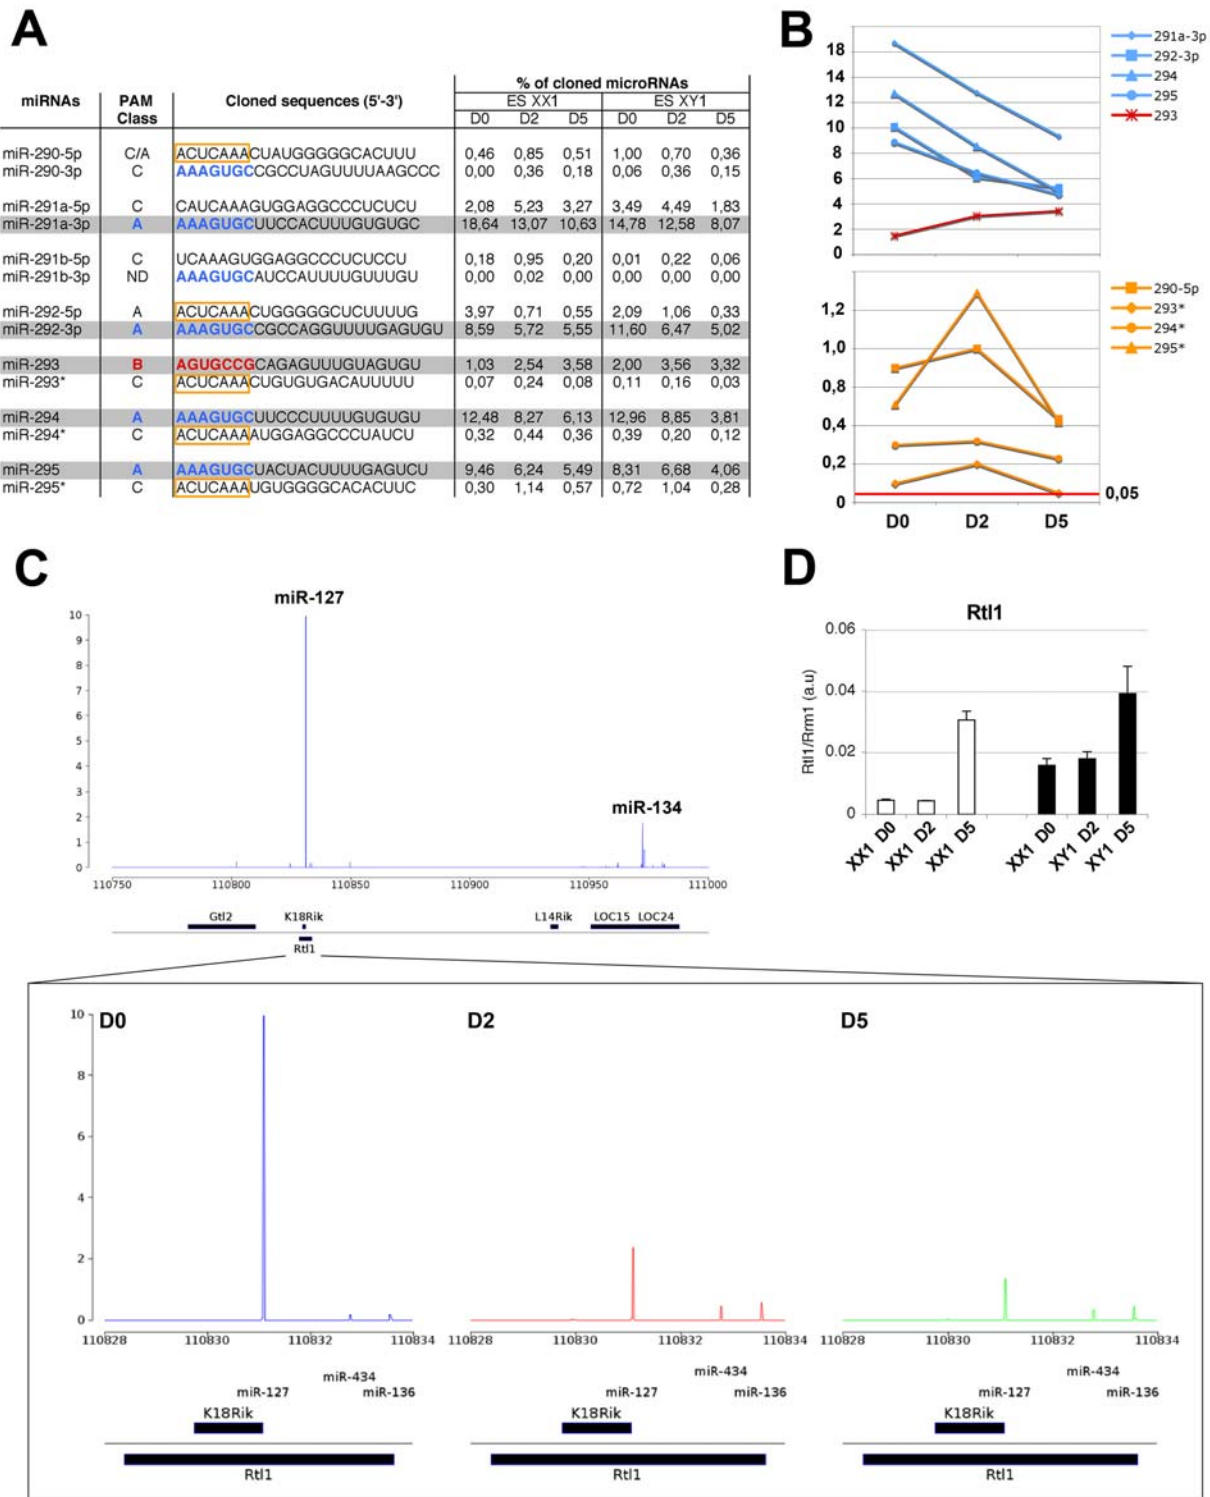 A
% of cloned microRNAs
miRNAs PAM Class Cloned sequences (5'-3') ES XX1 ES XY1
D0 D2 D5 D0 D2 D5
miR-290-5p C/A ACUCAAACUAUGGGGGCACUUU 0,46 0,85 0,51 1,00 0,70 0,36
miR-290-3p C AAAGUGCCGCCUAGUUUUAAGCCC 0,00 0,36 0,18 0,06 0,36 0,15
miR-291a-5p C CAUCAAAGUGGAGGCCCUCUCU 2,08 5,23 3,27 3,49 4,49 1,83
miR-291a-3p A AAAGUGCUUCCACUUUGUGUGC 18,64 13,07 10,63 14,78 12,58 8,07
miR-291b-5p C UCAAAGUGGAGGCCCUCUCCU 0,18 0,95 0,20 0,01 0,22 0,06
miR-291b-3p ND AAAGUGCAUCCAUUUUGUUUGU 0,00 0,02 0,00 0,00 0,00 0,00
miR-292-5p A ACUCAAACUGGGGGCUCUUUUG 3,97 0,71 0,55 2,09 1,06 0,33
miR-292-3p A AAAGUGCCGCCAGGUUUUGAGUGU 8,59 5,72 5,55 11,60 6,47 5,02
miR-293 B AGUGCCGCAGAGUUUGUAGUGU 1,03 2,54 3,58 2,00 3,56 3,32
miR-293* C ACUCAAACUGUGUGACAUUUUU 0,07 0,24 0,08 0,11 0,16 0,03
miR-294 A AAAGUGCUUCCCUUUUGUGUGU 12,48 8,27 6,13 12,96 8,85 3,81
miR-294* C ACUCAAAAUGGAGGCCCUAUCU 0,32 0,44 0,36 0,39 0,20 0,12
miR-295 A AAAGUGCUACUACUUUUGAGUCU 9,46 6,24 5,49 8,31 6,68 4,06
miR-295* C ACUCAAAUGUGGGGCACACUUC 0,30 1,14 0,57 0,72 1,04 0,28
B
18
14
12
10
8
6
4
2
0
291a-3p
292-3p
294
295
293
1,2
1,0
0,8
0,4
0,2
0
290-5p
293*
294*
295*
0,05
D0 D2 D5
C
miR-127
miR-134
10
9
8
7
6
5
4
3
2
1
0
110750 110800 110850 110900 110950 111000
Gtl2 K18Rik L14Rik LOC15 LOC24
Rtl1
D
Rtl1
Rtl1/Rrm1 (a.u)
0.06
0.04
0.02
0
XX1 D0 XX1 D2 XX1 D5 XX1 D0 XY1 D2 XY1 D5
D0 D2 D5
10
8
6
4
2
0
110828 110830 110832 110834 110828 110830 110832 110834 110828 110830 110832 110834
miR-434 miR-434 miR-434
miR-127 miR-136 miR-127 miR-136 miR-127 miR-136
K18Rik K18Rik K18Rik
Rtl1 Rtl1 Rtl1